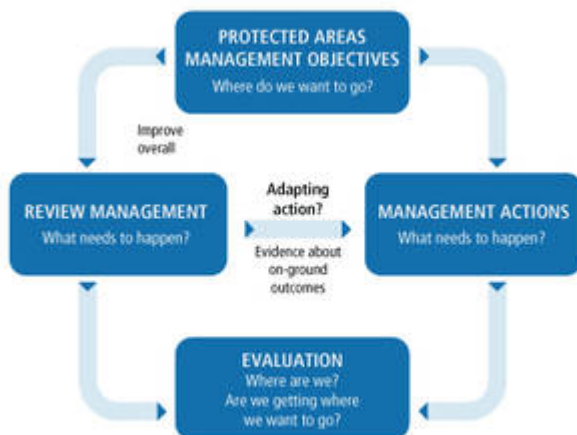 PROTECTED AREAS
MANAGEMENT OBJECTIVES
Where do we want to go?
Improve
overall
REVIEW MANAGEMENT
What needs to happen?
Adapting
action?
Evidence about
on-ground
outcomes
MANAGEMENT ACTIONS
What needs to happen?
EVALUATION
Where are we?
Are we getting where
we want to go?